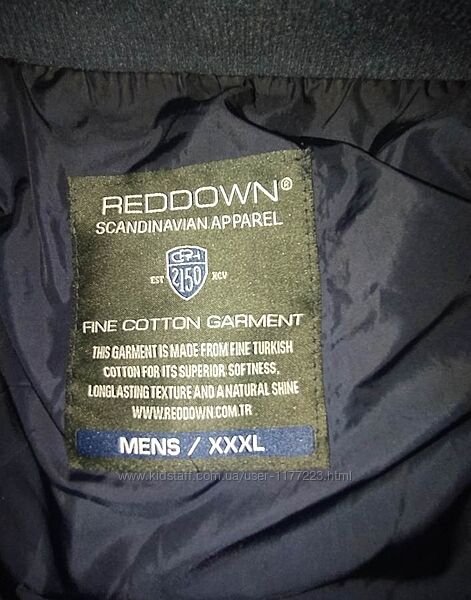 REDDOWN®
SCANDINAVIAN APPAREL
CPH
EST 2150 XCV
FINE COTTON GARMENT
THIS GARMENT IS MADE FROM FINE TURKISH
COTTON FOR ITS SUPERIOR SOFTNESS,
LONGLASTING TEXTURE AND A NATURAL SHINE
WWW.REDDOWN.COM.TR
MENS / XXXL
www.kidstaff.com.ua/user-1177223.html